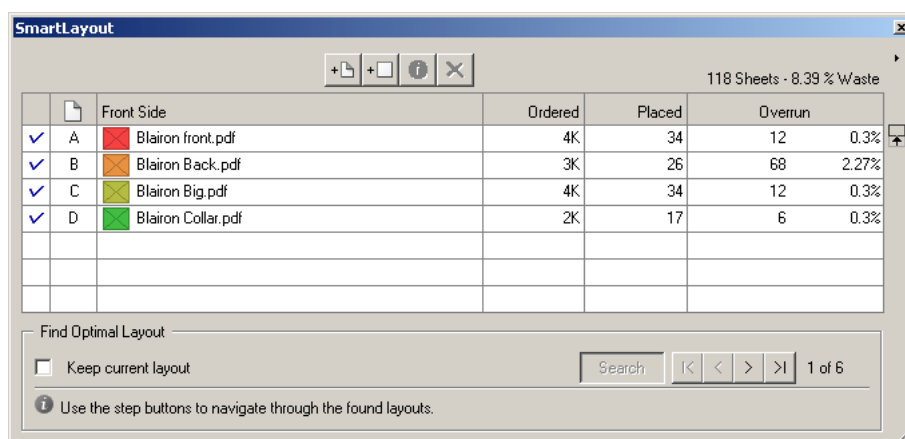 SmartLayout
118 Sheets - 8.39 % Waste
Front Side Ordered Placed Overrun
A Blairon front.pdf 4K 34 12 0.3%
B Blairon Back.pdf 3K 26 68 2.27%
C Blairon Big.pdf 4K 34 12 0.3%
D Blairon Collar.pdf 2K 17 6 0.3%
Find Optimal Layout
Keep current layout Search 1 of 6
Use the step buttons to navigate through the found layouts.